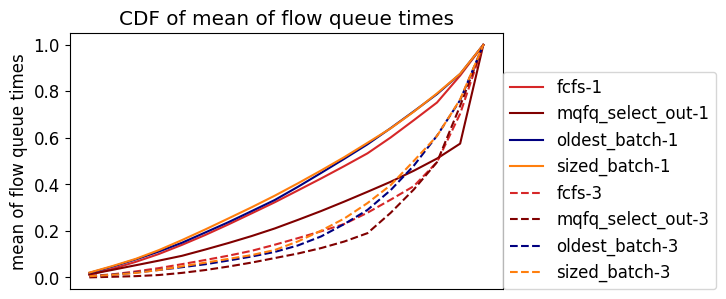 CDF of mean of flow queue times
mean of flow queue times
1.0
0.8
0.6
0.4
0.2
0.0
fcfs-1
mqfq_select_out-1
oldest_batch-1
sized_batch-1
fcfs-3
mqfq_select_out-3
oldest_batch-3
sized_batch-3